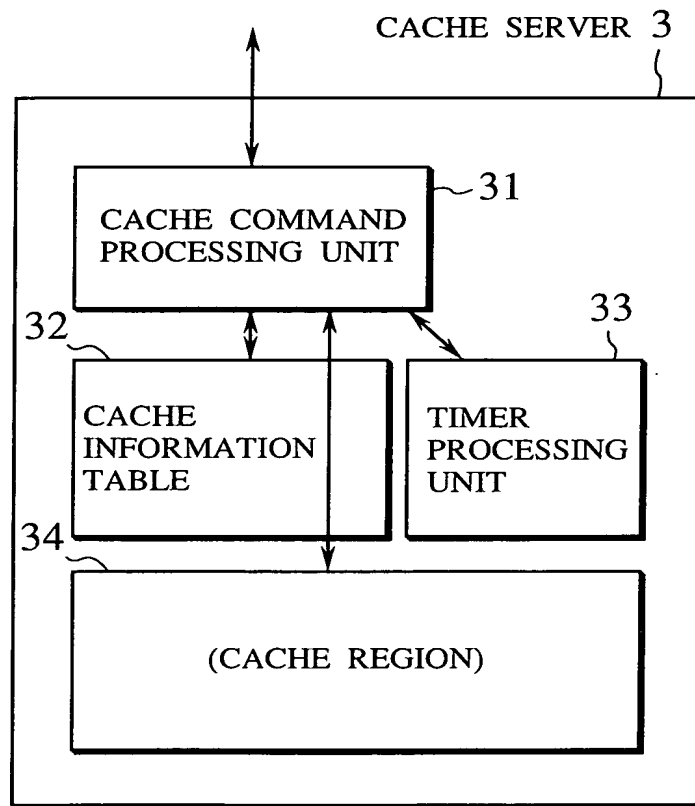 CACHE SERVER 3
31
CACHE COMMAND
PROCESSING UNIT
32
33
CACHE
INFORMATION
TABLE
TIMER
PROCESSING
UNIT
34
(CACHE REGION)